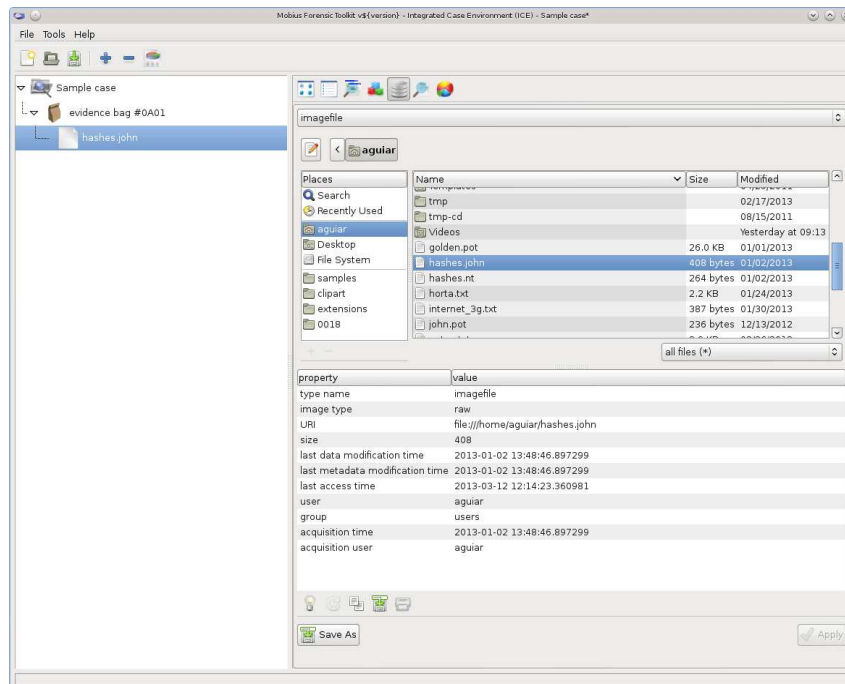 Mobius Forensic Toolkit v${version} - Integrated Case Environment (ICE) - Sample case*
File Tools Help
Sample case
evidence bag #0A01
hashes.john
imagefile
aguiar
Places
Search
Recently Used
aguiar
Desktop
File System
samples
clipart
extensions
0018
Name Size Modified
tmp 02/17/2013
tmp-cd 08/15/2011
Videos Yesterday at 09:13
golden.pot 26.0 KB 01/01/2013
hashes.john 408 bytes 01/02/2013
hashes.nt 264 bytes 01/02/2013
horta.txt 2.2 KB 01/24/2013
internet_3g.txt 387 bytes 01/30/2013
john.pot 236 bytes 12/13/2012
all files (*)
property value
type name imagefile
image type raw
URI file:///home/aguiar/hashes.john
size 408
last data modification time 2013-01-02 13:48:46.897299
last metadata modification time 2013-01-02 13:48:46.897299
last access time 2013-03-12 12:14:23.360981
user aguiar
group users
acquisition time 2013-01-02 13:48:46.897299
acquisition user aguiar
Save As
Apply